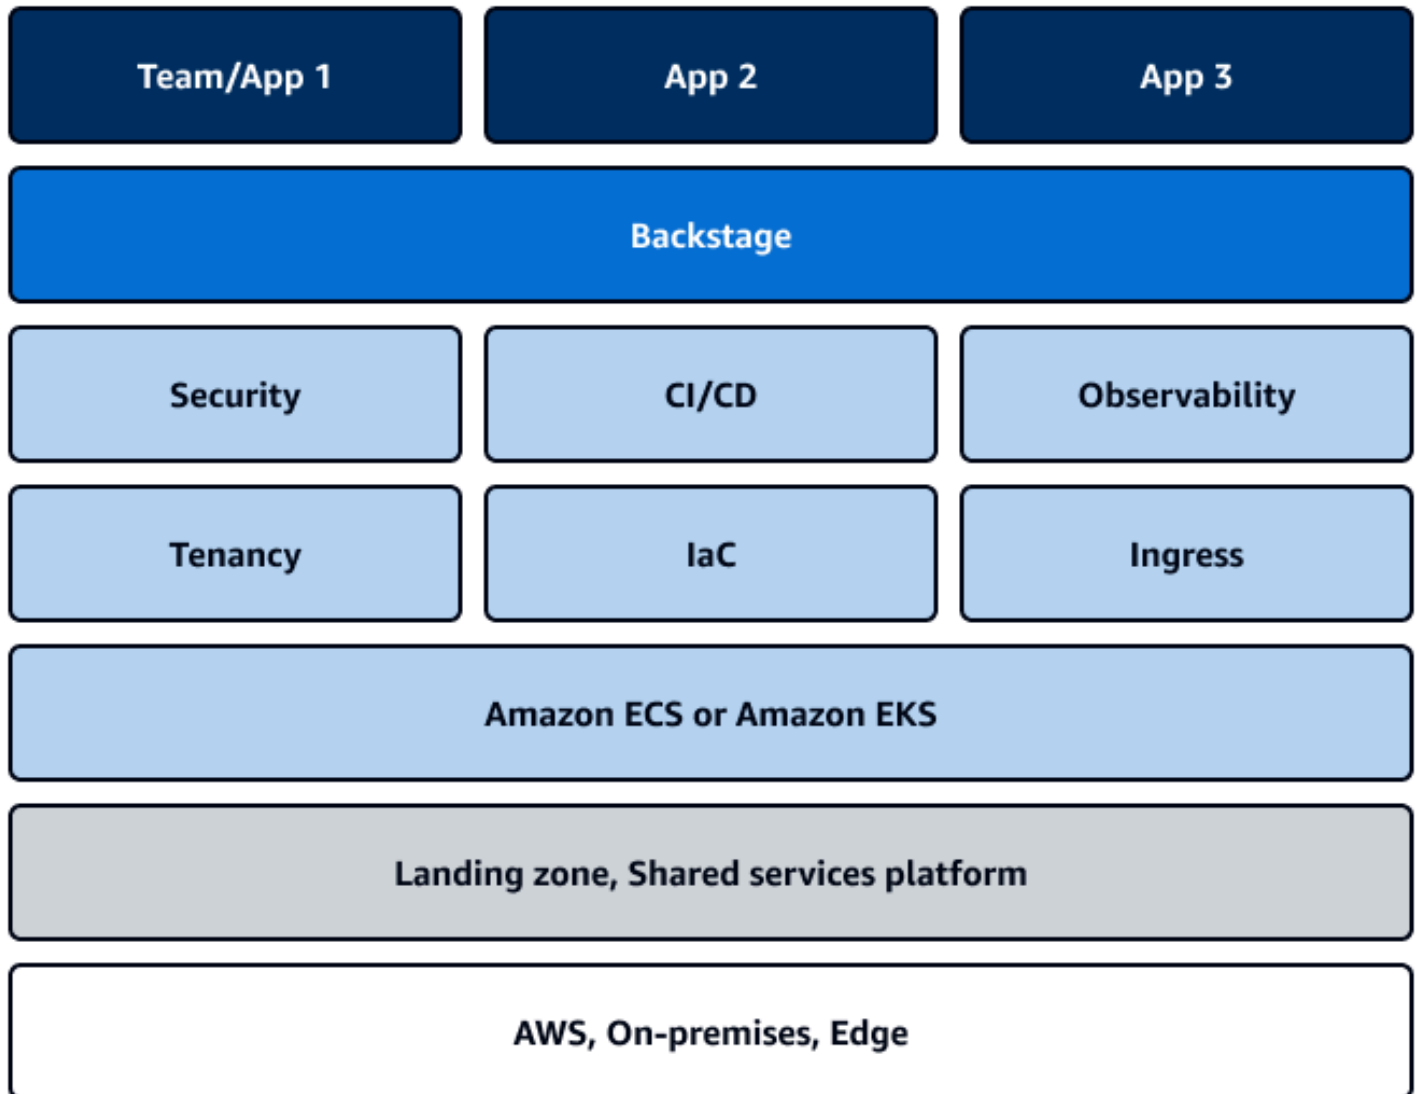 Team/App 1
App 2
App 3
Backstage
Security
CI/CD
Observability
Tenancy
IaC
Ingress
Amazon ECS or Amazon EKS
Landing zone, Shared services platform
AWS, On-premises, Edge